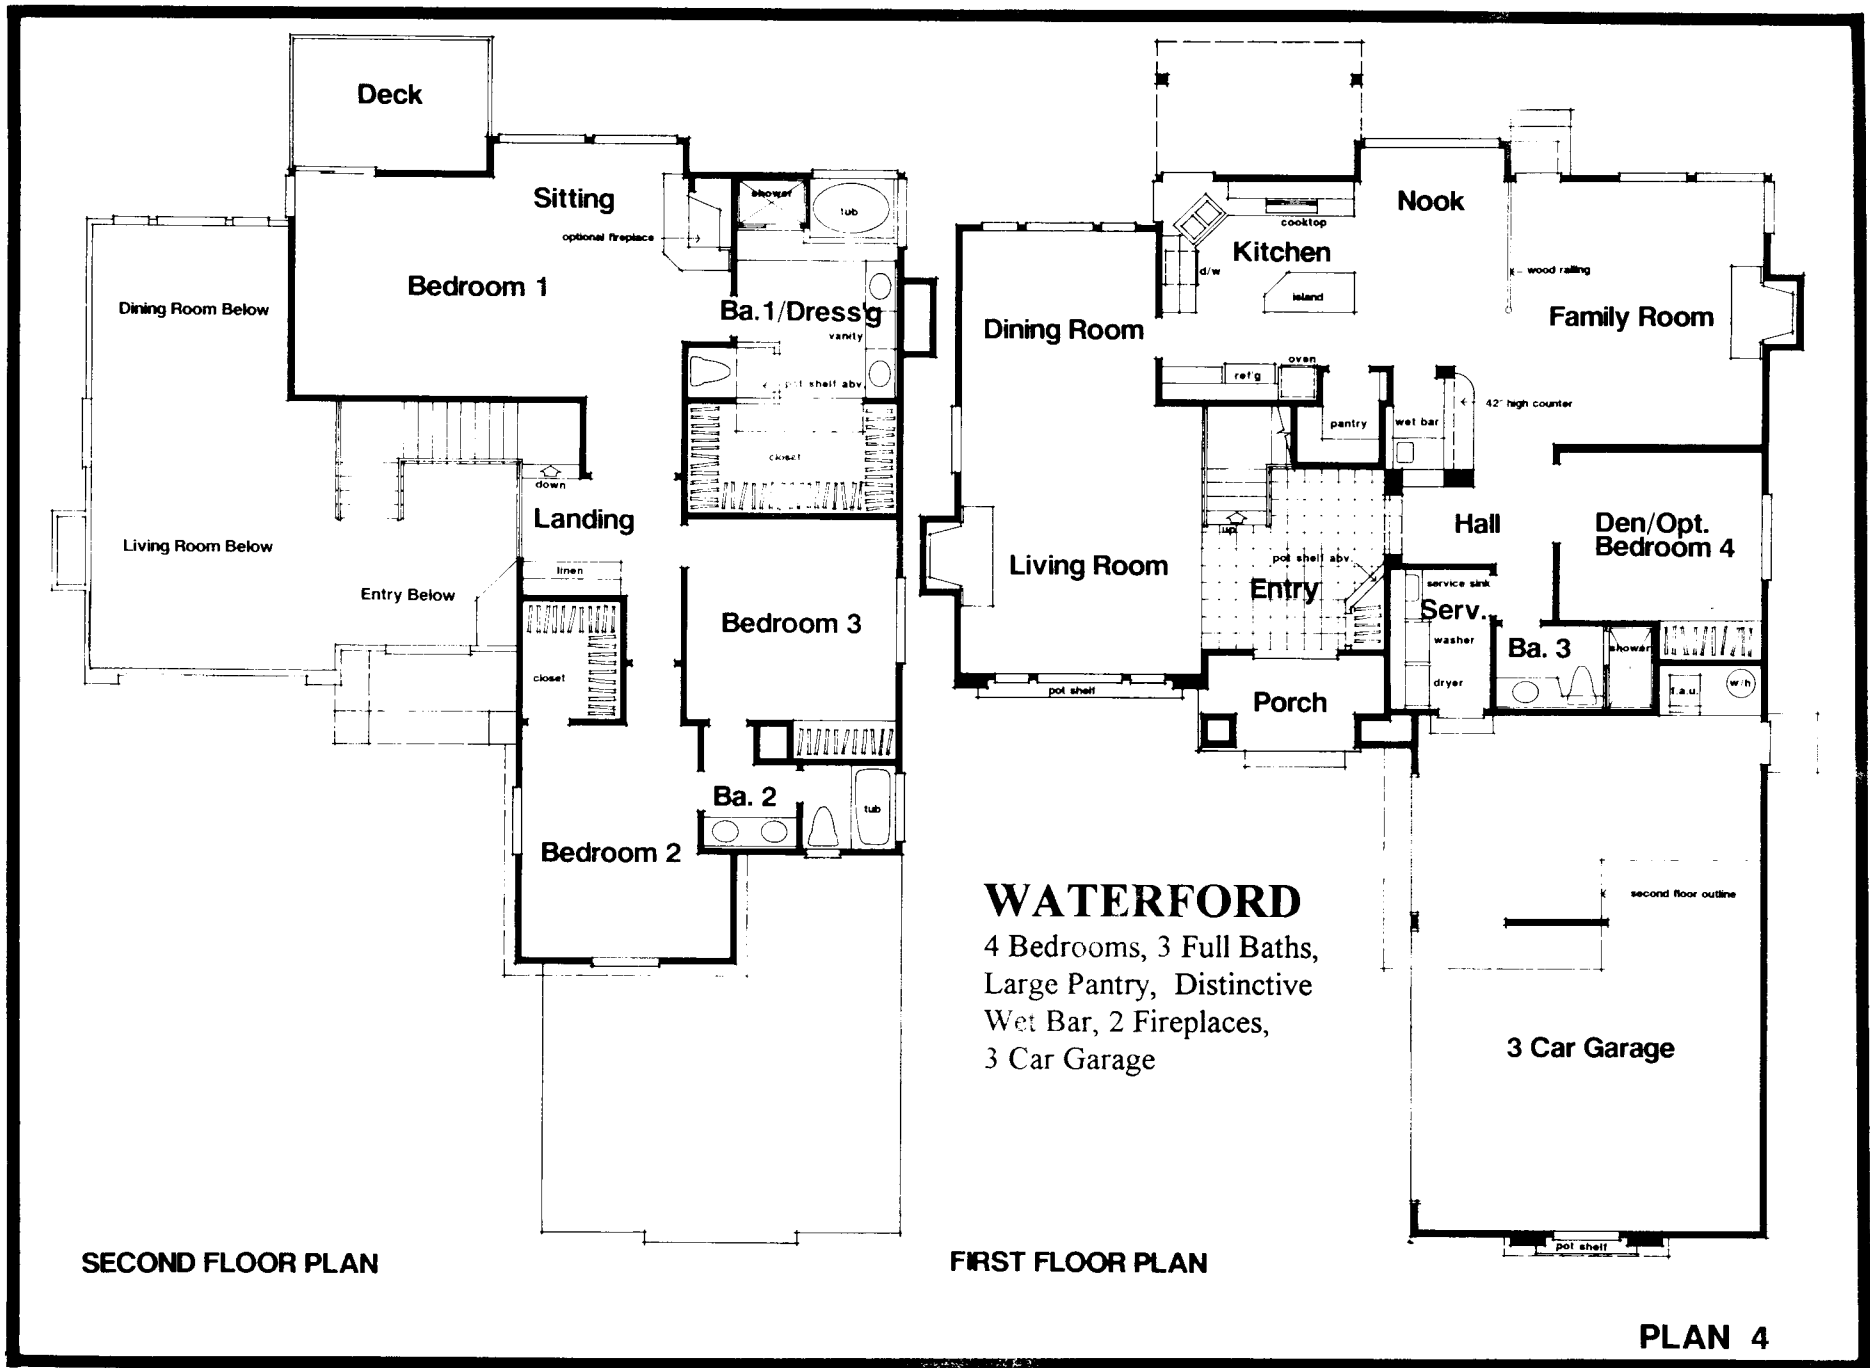 Deck
Sitting
optional fireplace
shower
tub
Bedroom 1
Ba.1/Dress'g
vanity
pot shelf abv.
closet
Dining Room Below
Living Room Below
Entry Below
down
Landing
linen
closet
Bedroom 3
Ba. 2
tub
Bedroom 2
SECOND FLOOR PLAN
Nook
cooktop
Kitchen
d/w
island
wood railing
Family Room
Dining Room
oven
ref'g
pantry
wet bar
42" high counter
Living Room
up
pot shelf abv.
Entry
Hall
Den/Opt.
Bedroom 4
service sink
Serv.
washer
dryer
Ba. 3
shower
f.a.u.
w/h
pot shelf
Porch
second floor outline
3 Car Garage
pot shelf
WATERFORD
4 Bedrooms, 3 Full Baths,
Large Pantry, Distinctive
Wet Bar, 2 Fireplaces,
3 Car Garage
FIRST FLOOR PLAN
PLAN 4